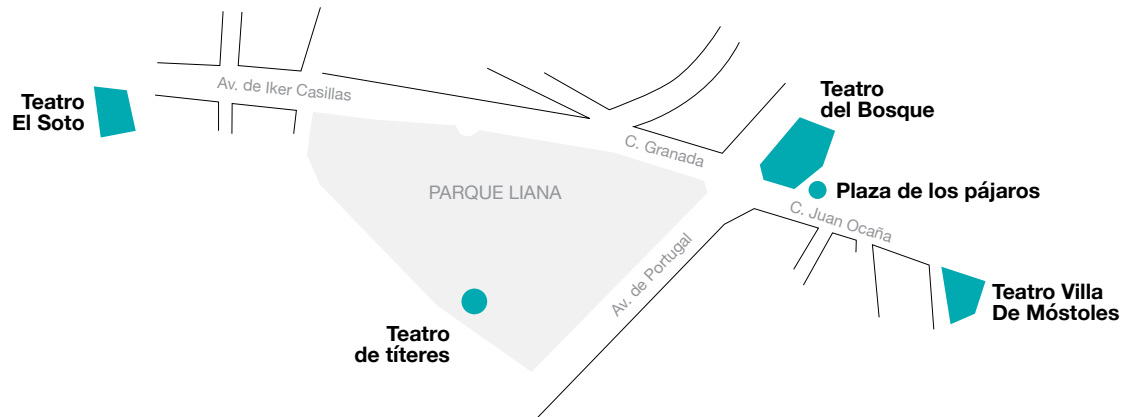 Teatro
El Soto
Av. de Iker Casillas
Teatro
del Bosque
C. Granada
PARQUE LIANA
Plaza de los pájaros
C. Juan Ocaña
Av. de Portugal
Teatro Villa
De Móstoles
Teatro
de títeres